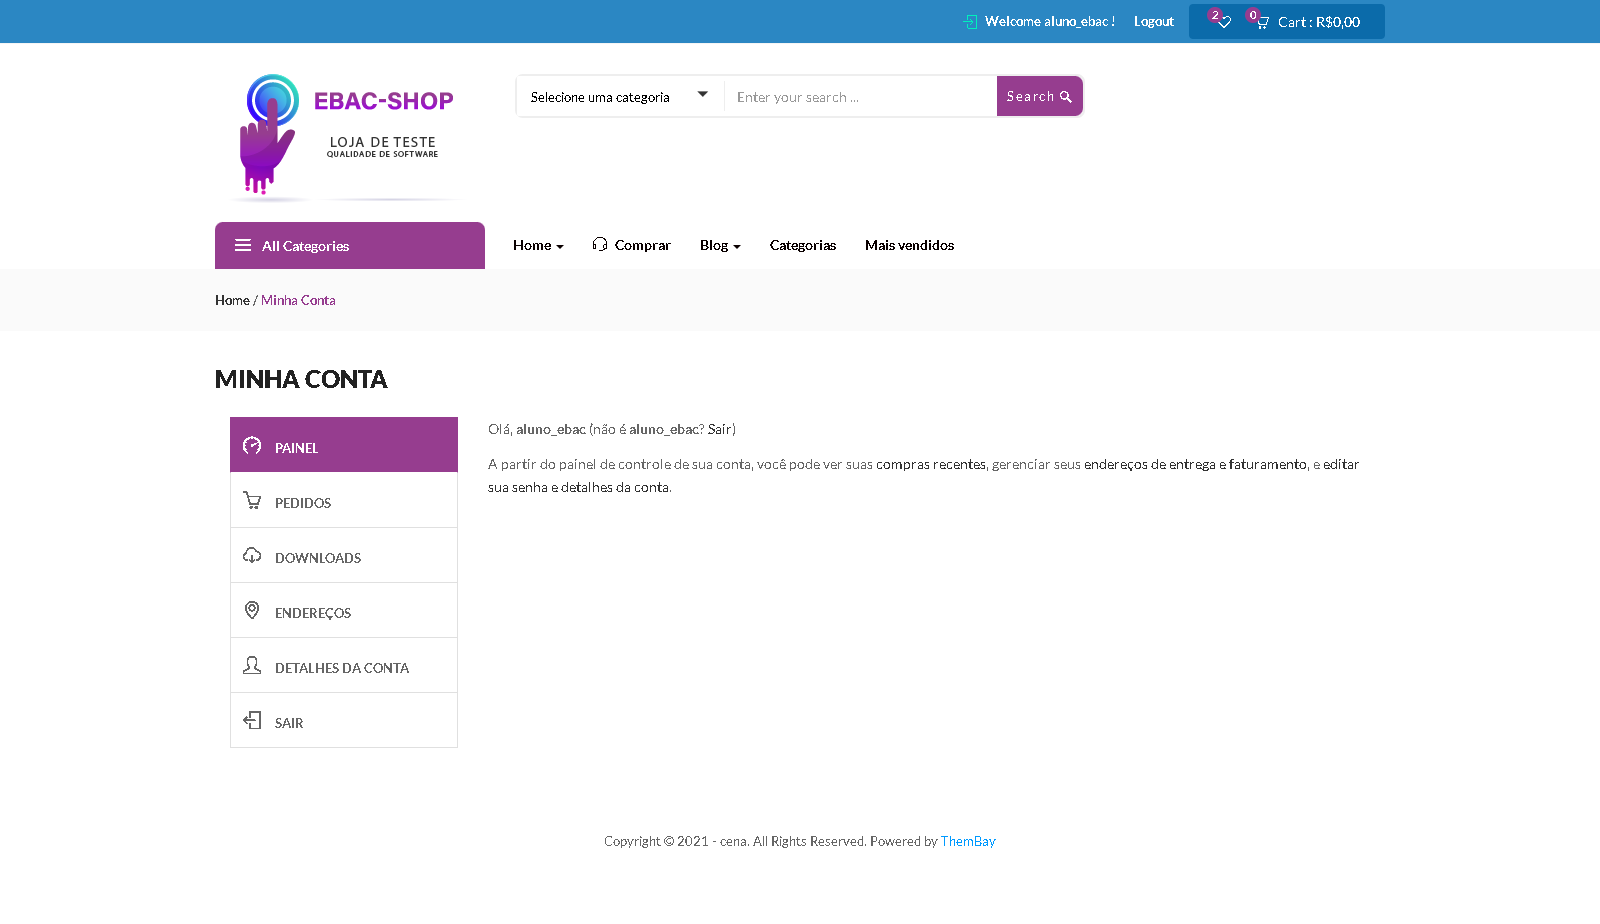 Welcome aluno_ebac ! Logout 2 0 Cart : R$0,00
EBAC-SHOP
LOJA DE TESTE
QUALIDADE DE SOFTWARE
Selione uma categoria Enter your search ... Search
All Categories Home Comprar Blog Categorias Mais vendidos
Home / Minha Conta
MINHA CONTA
PAINEL
PEDIDOS
DOWNLOADS
ENDEREÇOS
DETALHES DA CONTA
SAIR
Olá, aluno_ebac (não é aluno_ebac? Sair)
A partir do painel de controle de sua conta, você pode ver suas compras recentes, gerenciar seus endereços de entrega e faturamento, e editar
sua senha e detalhes da conta.
Copyright © 2021 - cena. All Rights Reserved. Powered by ThemBay